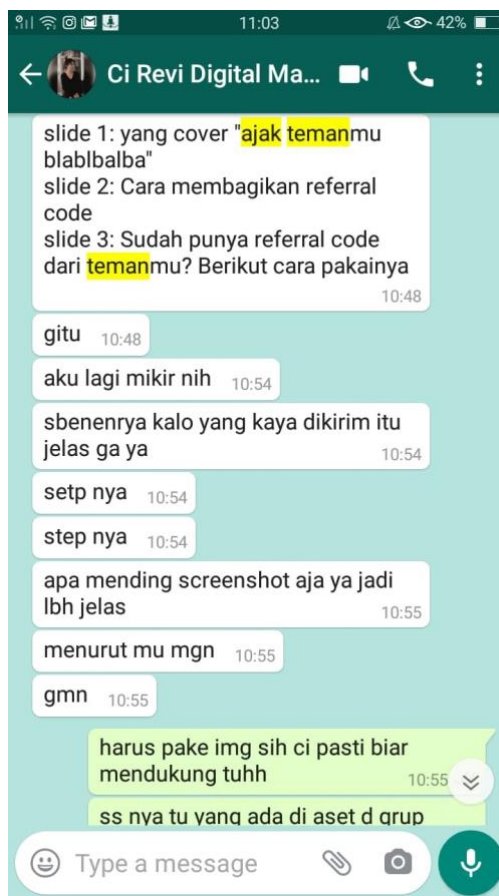 11:03
42%
Ci Revi Digital Ma...
slide 1: yang cover "ajak temanmu
blablbalba"
slide 2: Cara membagikan referral
code
slide 3: Sudah punya referral code
dari temanmu? Berikut cara pakainya
10:48
gitu 10:48
aku lagi mikir nih 10:54
sbenenrya kalo yang kaya dikirim itu
jelas ga ya 10:54
setp nya 10:54
step nya 10:54
apa mending screenshot aja ya jadi
lbh jelas 10:55
menurut mu mgn 10:55
gmn 10:55
harus pake img sih ci pasti biar
mendukung tuhh 10:55
ss nya tu yang ada di aset d grup
Type a message